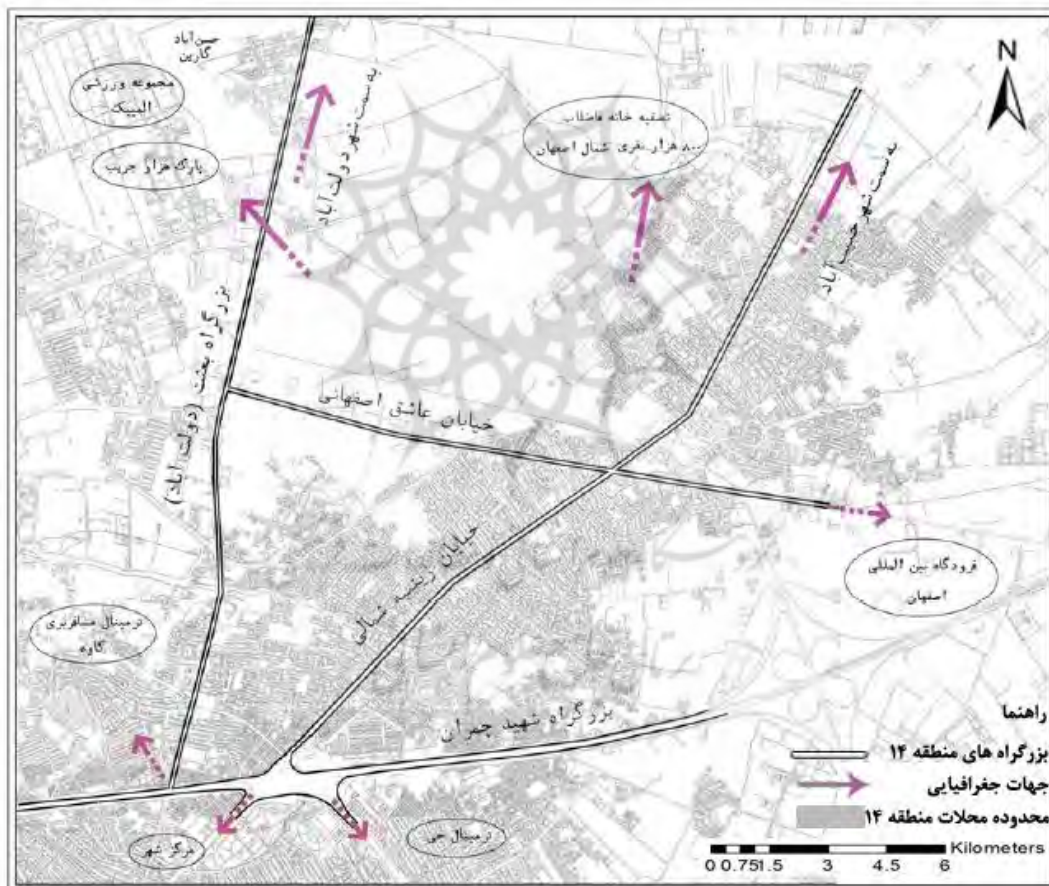 حسن آباد
گارین
مجموعه ورزشی
المپیک
پارک هزار جریب
به سمت شهر دولت آباد
تصفیه خانه فاضلاب
۸۰۰ هزار نفری شمال اصفهان
N
به سمت شهر حبیب آباد
بزرگراه بعثت (دولت آباد)
خیابان عاشق اصفهانی
خیابان زینبیه شمالی
فرودگاه بین المللی
اصفهان
ترمینال مسافربری
کاوه
بزرگراه شهید چمران
مرکز شهر
ترمینال جی
راهنما
بزرگراه های منطقه ۱۴
جهات جغرافیایی
محدوده محلات منطقه ۱۴
Kilometers
0 0.75 1.5 3 4.5 6